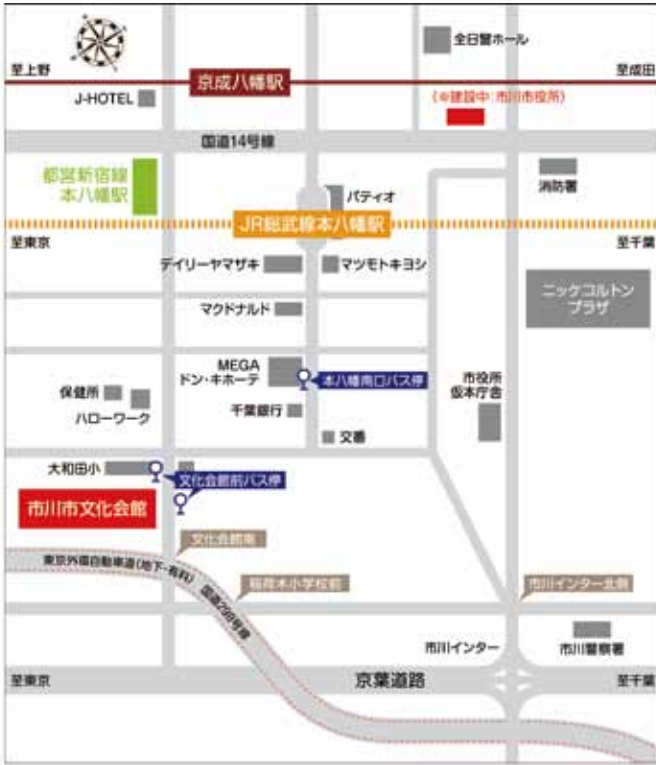 全日警ホール
至上野
京成八幡駅
至成田
J-HOTEL
(※建設中:市川市役所)
国道14号線
都営新宿線
本八幡駅
消防署
パティオ
JR総武線本八幡駅
至東京
至千葉
デイリーヤマザキ
マツモトキヨシ
ニッケコルトン
プラザ
マクドナルド
MEGA
ドン・キホーテ
本八幡南口バス停
市役所
仮本庁舎
保健所
ハローワーク
千葉銀行
交番
大和田小
文化会館前バス停
市川市文化会館
文化会館南
東京外環自動車道(地下・有料)
国道298号線
稲荷木小学校前
市川インター北側
市川インター
市川警察署
至東京
京葉道路
至千葉